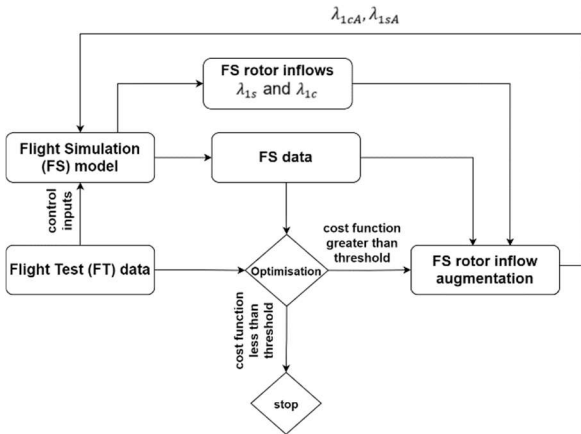 λ₁cA, λ₁sA
FS rotor inflows
λ₁s and λ₁c
Flight Simulation
(FS) model
FS data
control
inputs
cost function
greater than
threshold
Flight Test (FT) data
Optimisation
FS rotor inflow
augmentation
cost function
less than
threshold
stop